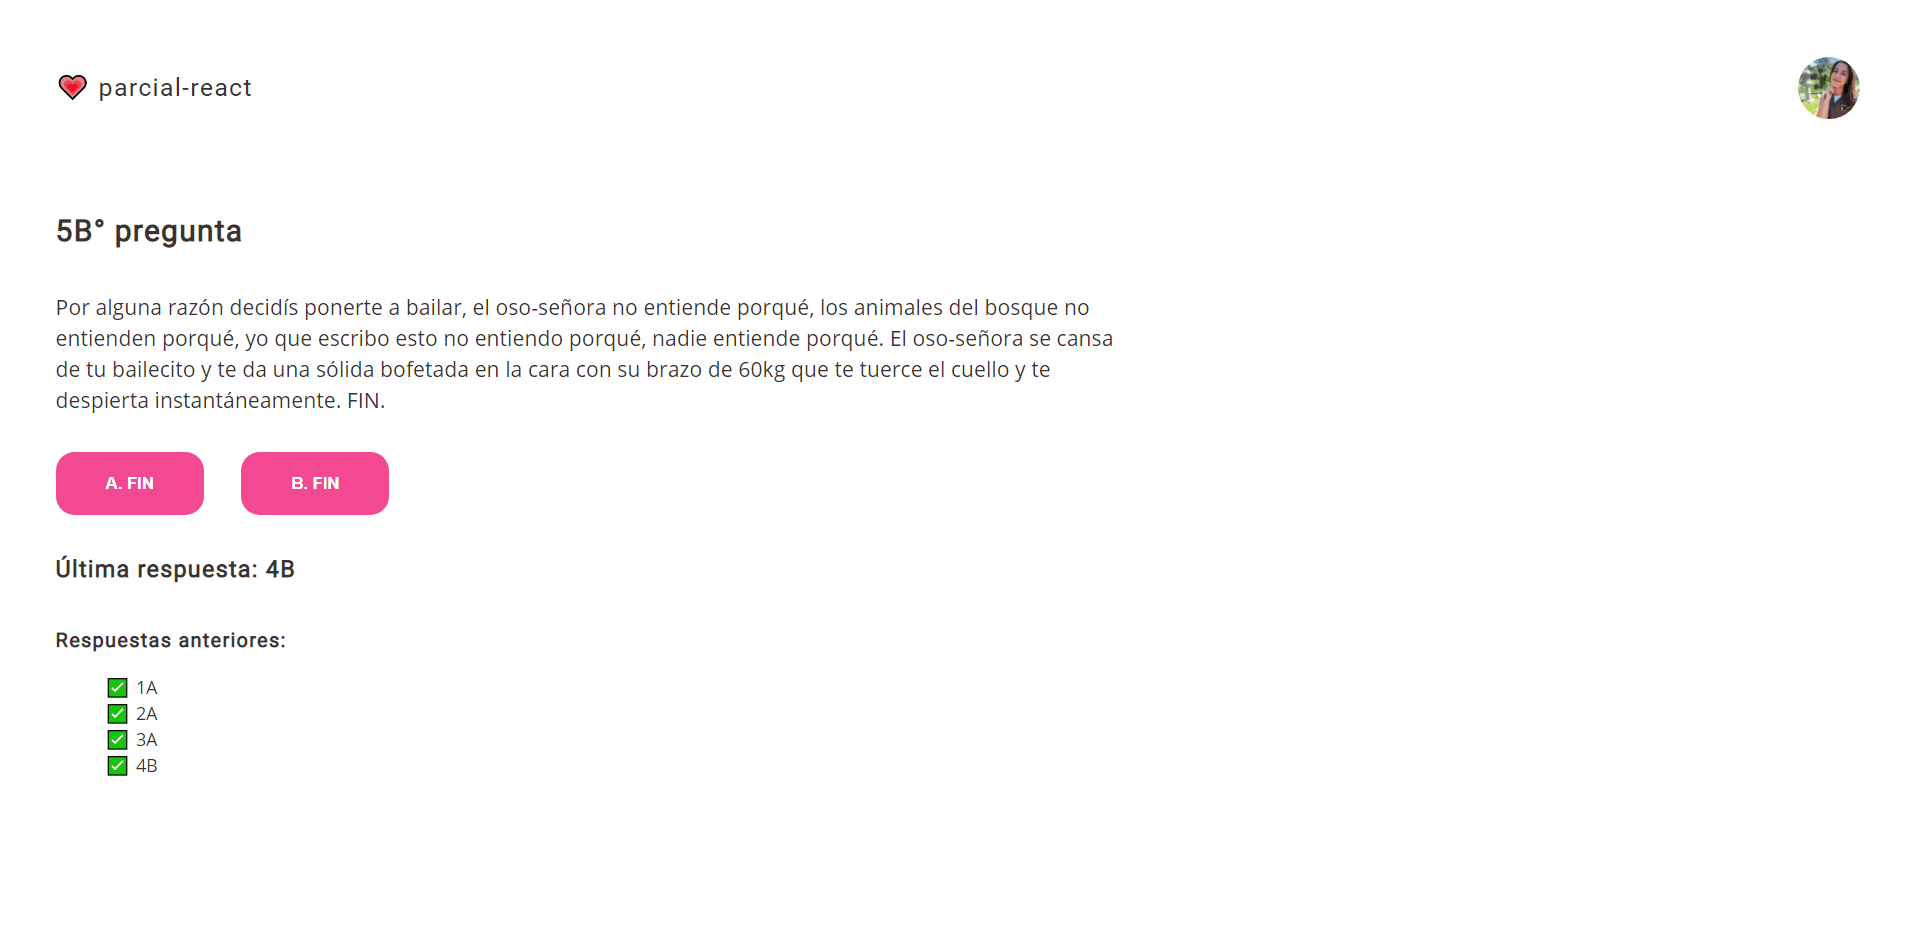 parcial-react
5B° pregunta
Por alguna razón decidís ponerte a bailar, el oso-señora no entiende porqué, los animales del bosque no
entienden porqué, yo que escribo esto no entiendo porqué, nadie entiende porqué. El oso-señora se cansa
de tu bailecito y te da una sólida bofetada en la cara con su brazo de 60kg que te tuerce el cuello y te
despierta instantáneamente. FIN.
A. FIN B. FIN
Última respuesta: 4B
Respuestas anteriores:
1A
2A
3A
4B